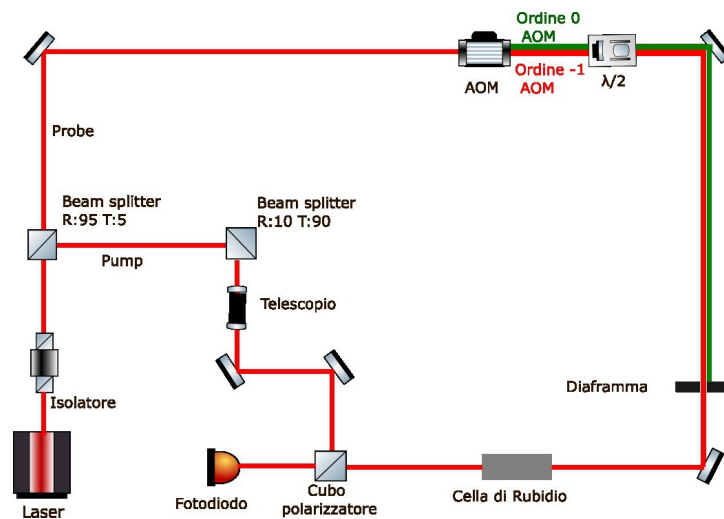 Ordine 0
AOM
Ordine -1
AOM
AOM
λ/2
Probe
Beam splitter
R:95 T:5
Beam splitter
R:10 T:90
Pump
Telescopio
Isolatore
Diaframma
Laser
Fotodiodo
Cubo
polarizzatore
Cella di Rubidio